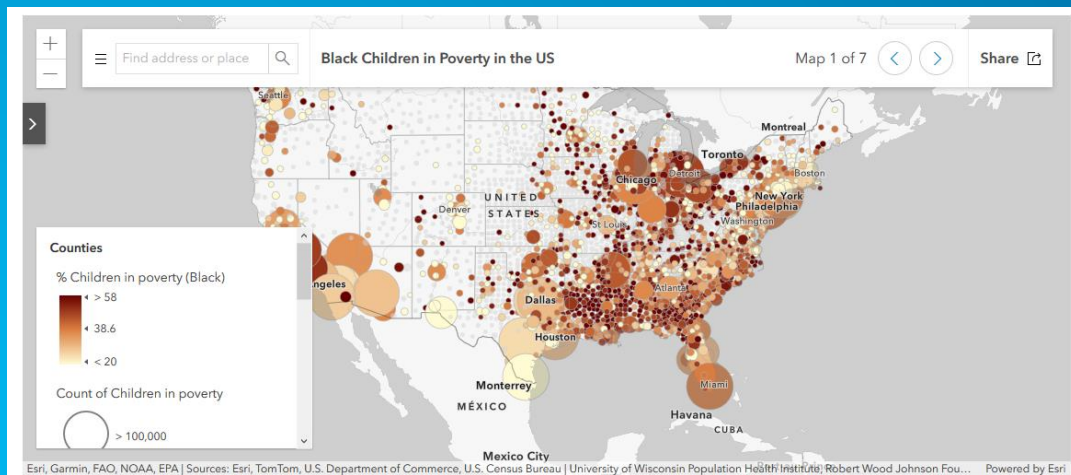 Find address or place
Black Children in Poverty in the US
Map 1 of 7
Share
Seattle
Montreal
Toronto
Chicago
Detroit
Boston
New York
Philadelphia
UNITED
STATES
Denver
St Louis
Washington
Counties
% Children in poverty (Black)
> 58
38.6
< 20
Count of Children in poverty
> 100,000
Angeles
Dallas
Atlanta
Houston
Monterrey
MÉXICO
Miami
Havana
CUBA
Mexico City
Esri, Garmin, FAO, NOAA, EPA | Sources: Esri, TomTom, U.S. Department of Commerce, U.S. Census Bureau | University of Wisconsin Population Health Institute, Robert Wood Johnson Fou...
Powered by Esri